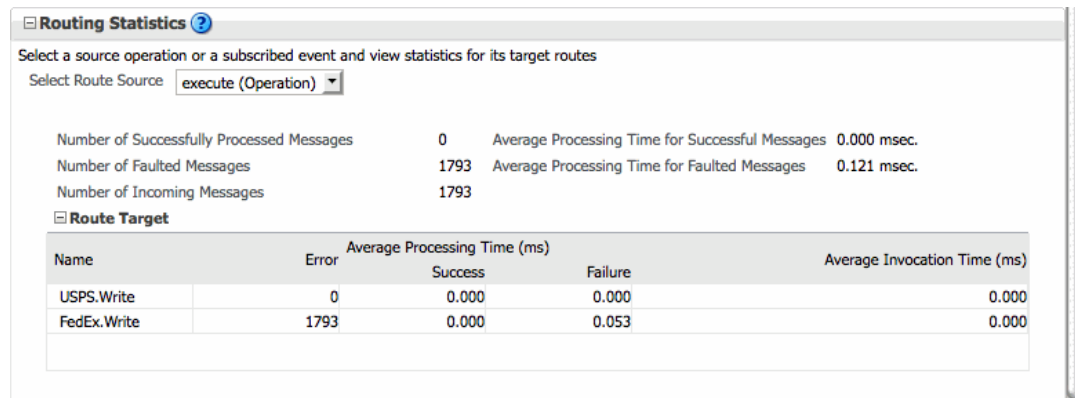 Routing Statistics ?
Select a source operation or a subscribed event and view statistics for its target routes
Select Route Source execute (Operation)
Number of Successfully Processed Messages 0 Average Processing Time for Successful Messages 0.000 msec.
Number of Faulted Messages 1793 Average Processing Time for Faulted Messages 0.121 msec.
Number of Incoming Messages 1793
Route Target
Name Error Average Processing Time (ms) Average Invocation Time (ms)
Success Failure
USPS.Write 0 0.000 0.000 0.000
FedEx.Write 1793 0.000 0.053 0.000